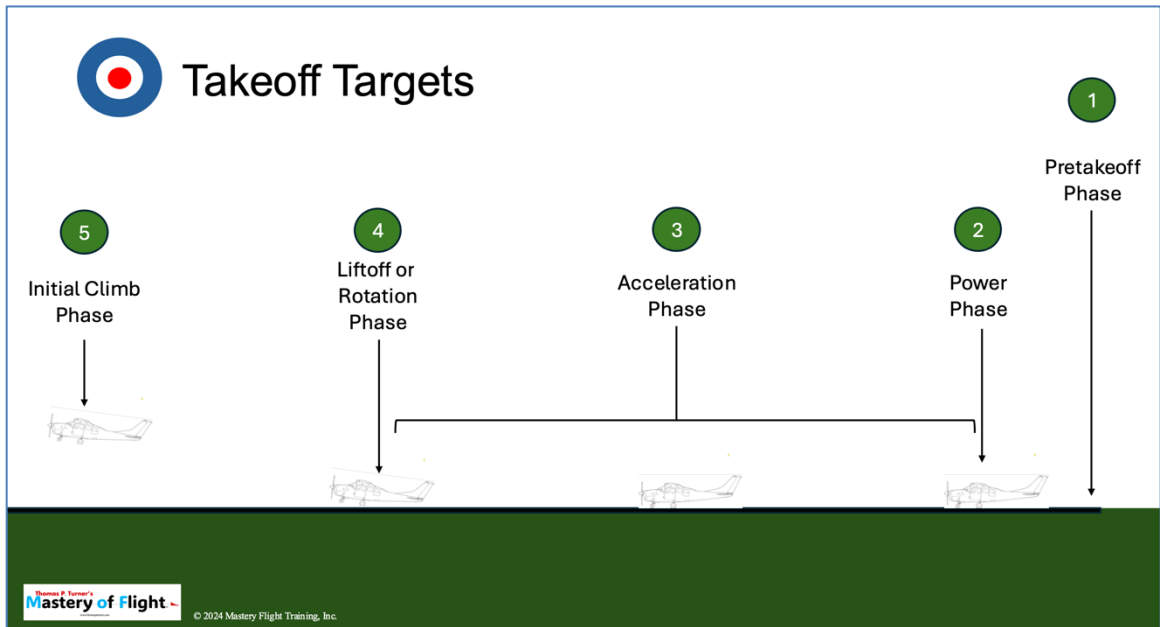 Takeoff Targets
1
Pretakeoff
Phase
5
Initial Climb
Phase
4
Liftoff or
Rotation
Phase
3
Acceleration
Phase
2
Power
Phase
Thomas P. Turner's
Mastery of Flight
© 2024 Mastery Flight Training, Inc.